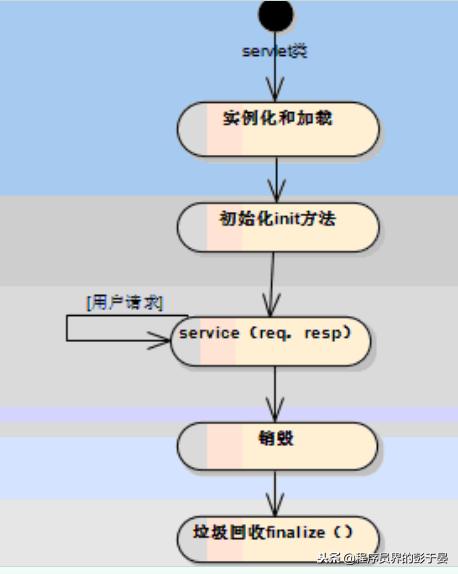 servlet类
实例化和加载
初始化init方法
[用户请求]
service（req. resp）
销毁
垃圾回收finalize（）
头条@程序员界的彭于晏